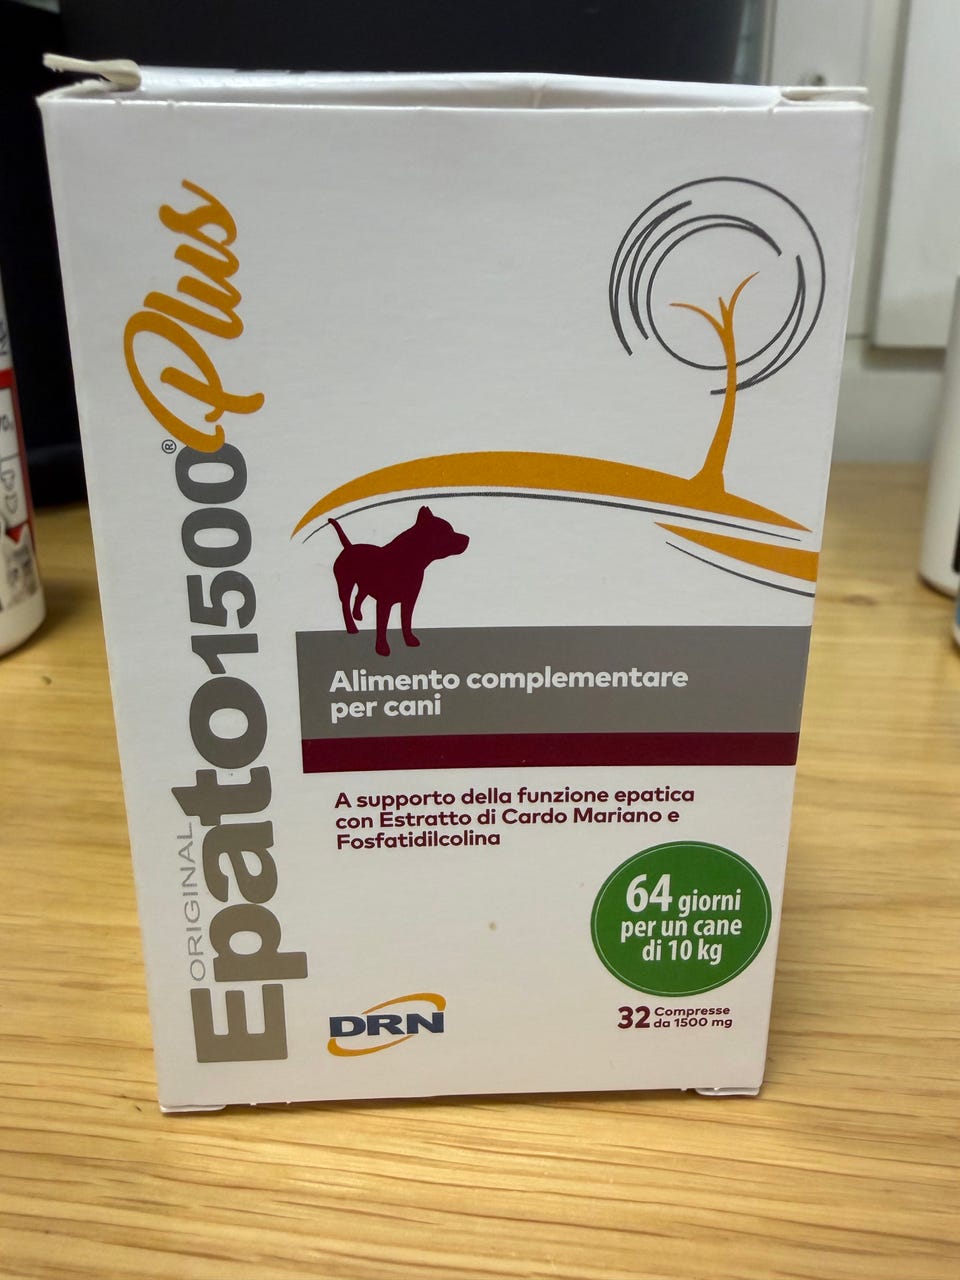 ORIGINAL
Epato1500®Plus
Alimento complementare
per cani
A supporto della funzione epatica
con Estratto di Cardo Mariano e
Fosfatidilcolina
64 giorni
per un cane
di 10 kg
DRN
32 Compresse
da 1500 mg